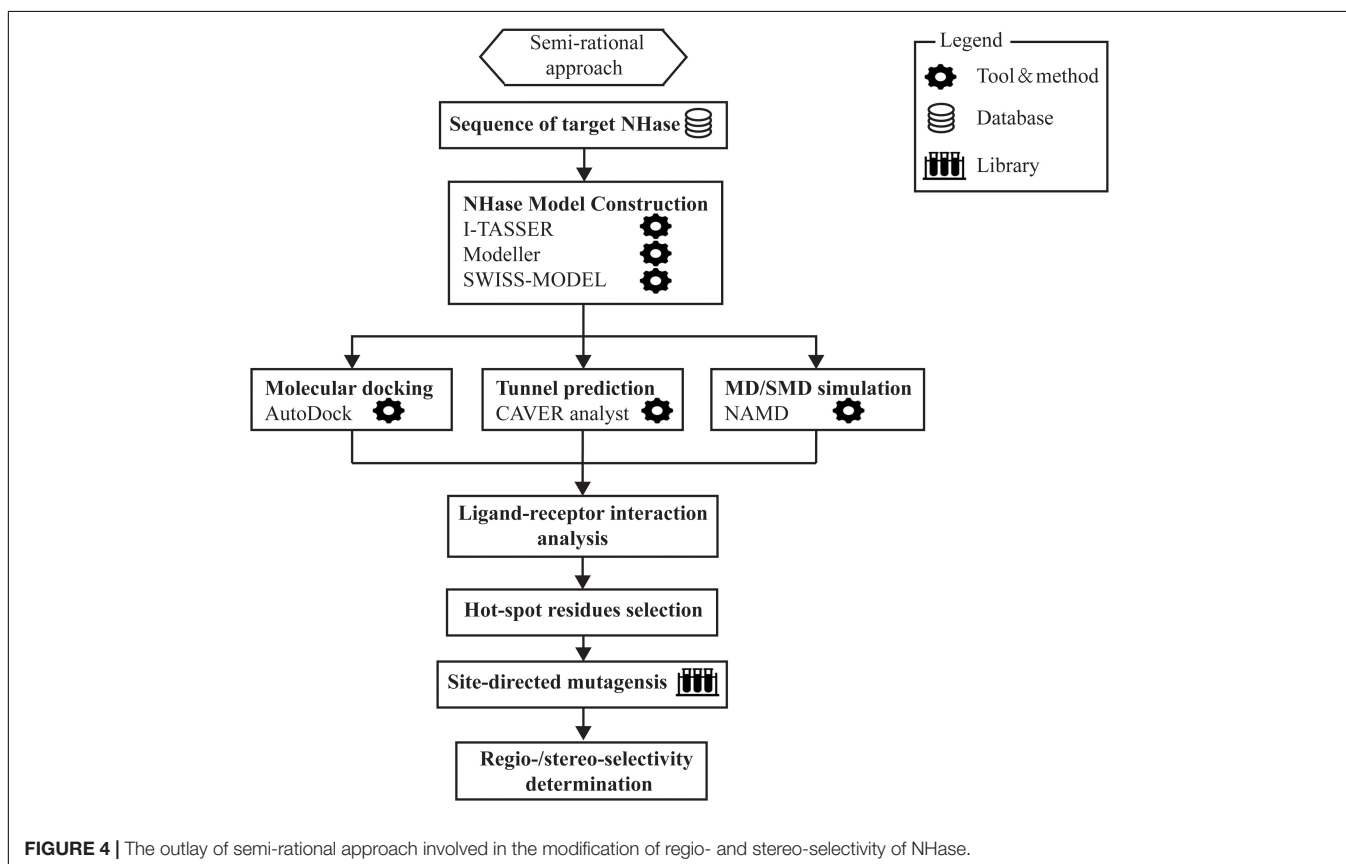 Semi-rational
approach
Legend
Tool & method
Database
Library
Sequence of target NHase
NHase Model Construction
I-TASSER
Modeller
SWISS-MODEL
Molecular docking
AutoDock
Tunnel prediction
CAVER analyst
MD/SMD simulation
NAMD
Ligand-receptor interaction
analysis
Hot-spot residues selection
Site-directed mutagensis
Regio-/stereo-selectivity
determination
FIGURE 4 | The outlay of semi-rational approach involved in the modification of regio- and stereo-selectivity of NHase.